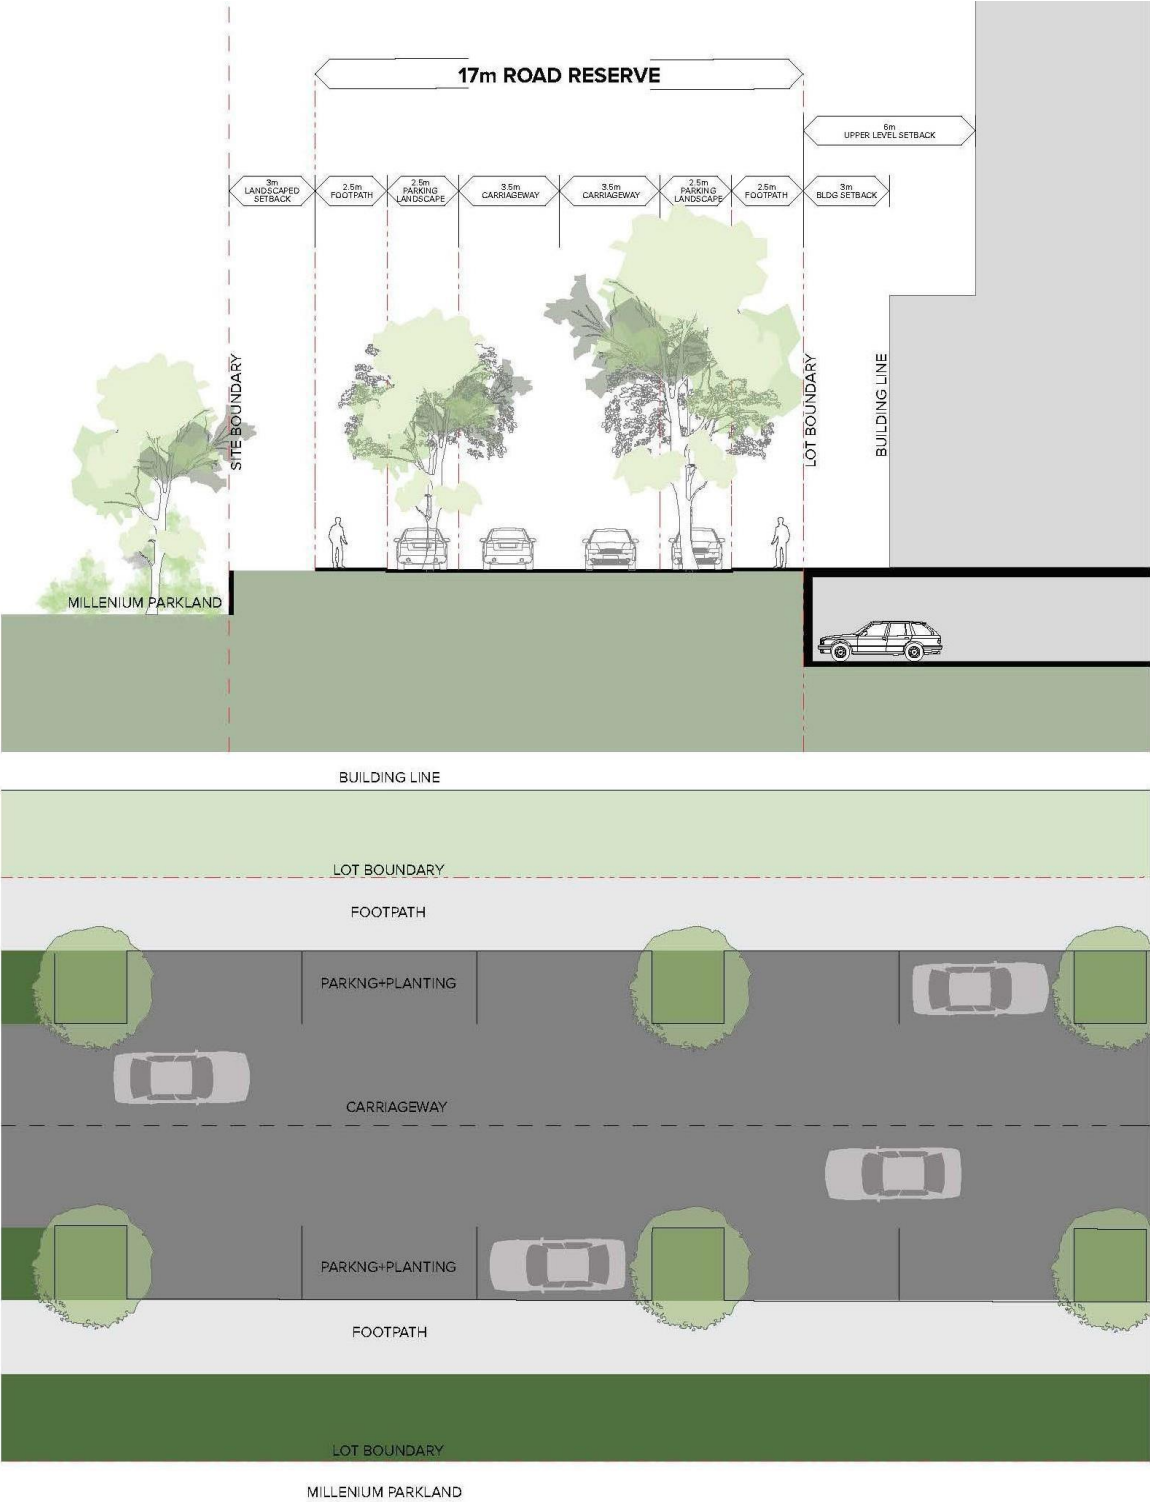 17m ROAD RESERVE
6m
UPPER LEVEL SETBACK
3m
LANDSCAPED
SETBACK
2.5m
FOOTPATH
2.5m
PARKING
LANDSCAPE
3.5m
CARRIAGEWAY
3.5m
CARRIAGEWAY
2.5m
PARKING
LANDSCAPE
2.5m
FOOTPATH
3m
BLDG SETBACK
SITE BOUNDARY
LOT BOUNDARY
BUILDING LINE
MILLENIUM PARKLAND
BUILDING LINE
LOT BOUNDARY
FOOTPATH
PARKNG+PLANTING
CARRIAGEWAY
PARKNG+PLANTING
FOOTPATH
LOT BOUNDARY
MILLENIUM PARKLAND